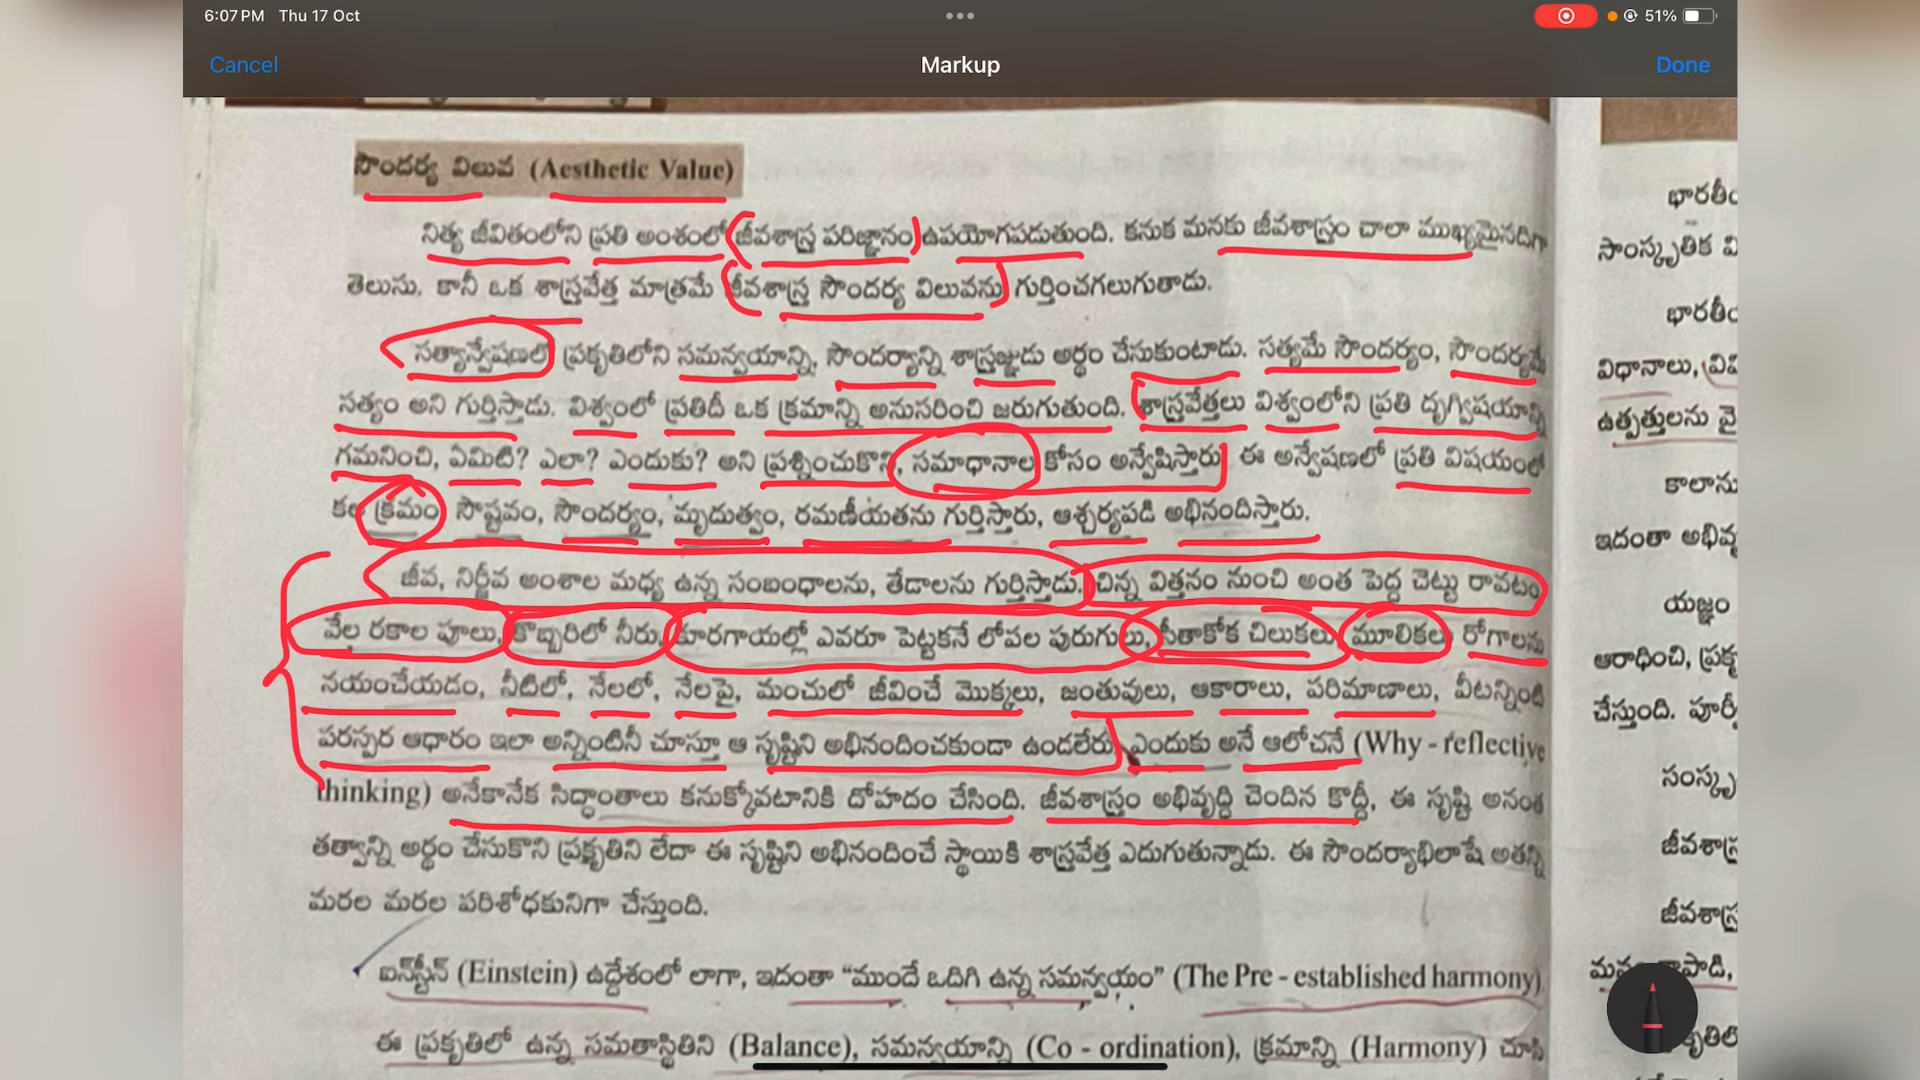 6:07 PM Thu 17 Oct
51%
Cancel
Markup
Done
సౌందర్య విలువ (Aesthetic Value)
నిత్య జీవితంలోని ప్రతి అంశంలో జీవశాస్త్ర పరిజ్ఞానం ఉపయోగపడుతుంది. కనుక మనకు జీవశాస్త్రం చాలా ముఖ్యమైనదిగా
తెలుసు. కానీ ఒక శాస్త్రవేత్త మాత్రమే జీవశాస్త్ర సౌందర్య విలువను గుర్తించగలుగుతాడు.
సత్యాన్వేషణలో ప్రకృతిలోని సమన్వయాన్ని, సౌందర్యాన్ని శాస్త్రజ్ఞుడు అర్థం చేసుకుంటాడు. సత్యమే సౌందర్యం, సౌందర్యమే
సత్యం అని గుర్తిస్తాడు. విశ్వంలో ప్రతిదీ ఒక క్రమాన్ని అనుసరించి జరుగుతుంది. శాస్త్రవేత్తలు విశ్వంలోని ప్రతి దృగ్విషయాన్ని
గమనించి, ఏమిటి? ఎలా? ఎందుకు? అని ప్రశ్నించుకొని, సమాధానాల కోసం అన్వేషిస్తారు. ఈ అన్వేషణలో ప్రతి విషయంలో
కల క్రమం, సౌష్టవం, సౌందర్యం, మృదుత్వం, రమణీయతను గుర్తిస్తారు, ఆశ్చర్యపడి అభినందిస్తారు.
జీవ, నిర్జీవ అంశాల మధ్య ఉన్న సంబంధాలను, తేడాలను గుర్తిస్తాడు. చిన్న విత్తనం నుంచి అంత పెద్ద చెట్టు రావటం,
వేల రకాల పూలు, కొబ్బరిలో నీరు, కూరగాయల్లో ఎవరూ పెట్టకనే లోపల పురుగులు, సీతాకోక చిలుకలు, మూలికలు రోగాలను
నయంచేయడం, నీటిలో, నేలలో, నేలపై, మంచులో జీవించే మొక్కలు, జంతువులు, ఆకారాలు, పరిమాణాలు, వీటన్నింటి
పరస్పర ఆధారం ఇలా అన్నింటినీ చూస్తూ ఆ సృష్టిని అభినందించకుండా ఉండలేరు. ఎందుకు అనే ఆలోచనే (Why - reflective
thinking) అనేకానేక సిద్ధాంతాలు కనుక్కోవటానికి దోహదం చేసింది. జీవశాస్త్రం అభివృద్ధి చెందిన కొద్దీ, ఈ సృష్టి అనంత
తత్వాన్ని అర్థం చేసుకొని ప్రకృతిని లేదా ఈ సృష్టిని అభినందించే స్థాయికి శాస్త్రవేత్త ఎదుగుతున్నాడు. ఈ సౌందర్యాభిలాషే అతన్ని
మరల మరల పరిశోధకునిగా చేస్తుంది.
ఐన్‌స్టీన్ (Einstein) ఉద్దేశంలో లాగా, ఇదంతా “ముందే ఒదిగి ఉన్న సమన్వయం” (The Pre - established harmony)
ఈ ప్రకృతిలో ఉన్న సమతాస్థితిని (Balance), సమన్వయాన్ని (Co - ordination), క్రమాన్ని (Harmony) చూసి
సాంస్కృతిక
విధానాలు,
ఉత్పత్తులను
ఇదంతా
యజ్ఞం
ఆరాధించి,
చేస్తుంది.